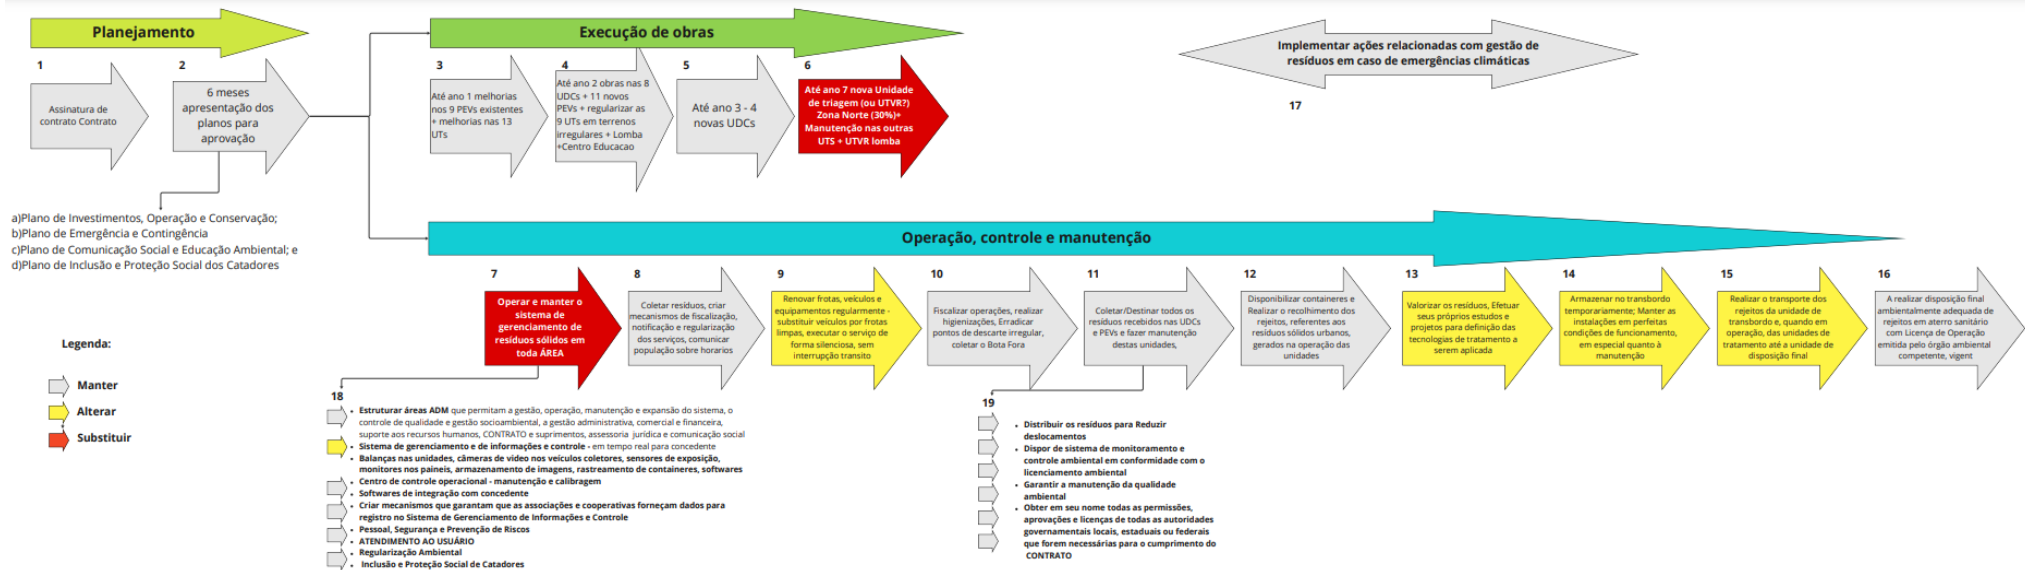 Planejamento
1
Assinatura de
contrato Contrato
2
6 meses
apresentação dos
planos para
aprovação
a)Plano de Investimentos, Operação e Conservação;
b)Plano de Emergência e Contingência
c)Plano de Comunicação Social e Educação Ambiental; e
d)Plano de Inclusão e Proteção Social dos Catadores
Execução de obras
3
Até ano 1 melhorias
nos 9 PEVs existentes
+ melhorias nas 13
UTs
4
Até ano 2 obras nas 8
UDCs + 11 novos
PEVs + regularizar as
9 UTs em terrenos
irregulares + Lomba
+Centro Educacao
5
Até ano 3 - 4
novas UDCs
6
Até ano 7 nova Unidade
de triagem (ou UTVR?)
Zona Norte (30%)+
Manutenção nas outras
UTS + UTVR lomba
Implementar ações relacionadas com gestão de
resíduos em caso de emergências climáticas
17
Operação, controle e manutenção
7
Operar e manter o
sistema de
gerenciamento de
resíduos sólidos em
toda ÁREA
8
Coletar resíduos, criar
mecanismos de fiscalização,
notificação e regularização
dos serviços, comunicar
população sobre horarios
9
Renovar frotas, veículos e
equipamentos regularmente -
substituir veículos por frotas
limpas, executar o serviço de
forma silenciosa, sem
interrupção transito
10
Fiscalizar operações, realizar
higienizações, Erradicar
pontos de descarte irregular,
coletar o Bota Fora
11
Coletar/Destinar todos os
resíduos recebidos nas UDCs
e PEVs e fazer manutenção
destas unidades,
12
Disponibilizar containeres e
Realizar o recolhimento dos
rejeitos, referentes aos
resíduos sólidos urbanos,
gerados na operação das
unidades
13
Valorizar os resíduos, Efetuar
seus próprios estudos e
projetos para definição das
tecnologias de tratamento a
serem aplicada
14
Armazenar no transbordo
temporariamente; Manter as
instalações em perfeitas
condições de funcionamento,
em especial quanto à
manutenção
15
Realizar o transporte dos
rejeitos da unidade de
transbordo e, quando em
operação, das unidades de
tratamento até a unidade de
disposição final
16
A realizar disposição final
ambientalmente adequada de
rejeitos em aterro sanitário
com Licença de Operação
emitida pelo órgão ambiental
competente, vigent
Legenda:
Manter
Alterar
Substituir
18
• Estruturar áreas ADM que permitam a gestão, operação, manutenção e expansão do sistema, o
controle de qualidade e gestão socioambiental, a gestão administrativa, comercial e financeira,
suporte aos recursos humanos, CONTRATO e suprimentos, assessoria jurídica e comunicação social
• Sistema de gerenciamento e de informações e controle - em tempo real para concedente
• Balanças nas unidades, câmeras de video nos veículos coletores, sensores de exposição,
monitores nos paineis, armazenamento de imagens, rastreamento de containeres, softwares
• Centro de controle operacional - manutenção e calibragem
• Softwares de integração com concedente
• Criar mecanismos que garantam que as associações e cooperativas forneçam dados para
registro no Sistema de Gerenciamento de Informações e Controle
• Pessoal, Segurança e Prevenção de Riscos
• ATENDIMENTO AO USUÁRIO
• Regularização Ambiental
• Inclusão e Proteção Social de Catadores
19
• Distribuir os resíduos para Reduzir
deslocamentos
• Dispor de sistema de monitoramento e
controle ambiental em conformidade com o
licenciamento ambiental
• Garantir a manutenção da qualidade
ambiental
• Obter em seu nome todas as permissões,
aprovações e licenças de todas as autoridades
governamentais locais, estaduais ou federais
que forem necessárias para o cumprimento do
CONTRATO